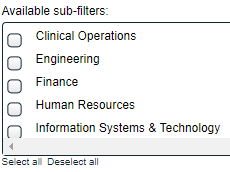 Available sub-filters:
Clinical Operations
Engineering
Finance
Human Resources
Information Systems & Technology
Select all Deselect all